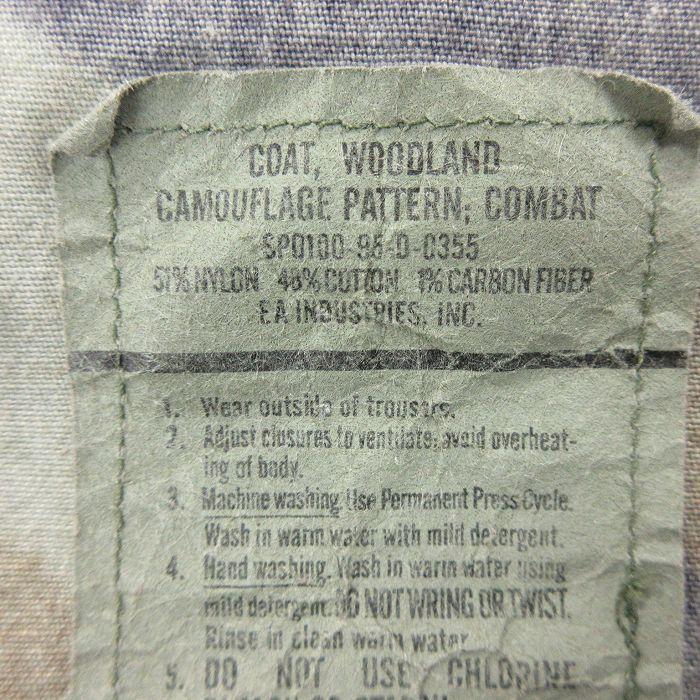 COAT, WOODLAND
CAMOUFLAGE PATTERN; COMBAT
SPO100-96-D-0355
51% NYLON 48% COTTON 1% CARBON FIBER
EA INDUSTRIES, INC.
1. Wear outside of trousers.
2. Adjust closures to ventilate; avoid overheat-
ing of body.
3. Machine washing. Use Permanent Press Cycle.
Wash in warm water with mild detergent.
4. Hand washing. Wash in warm water using
mild detergent. DO NOT WRING OR TWIST.
Rinse in clean warm water
5. DO NOT USE CHLORINE